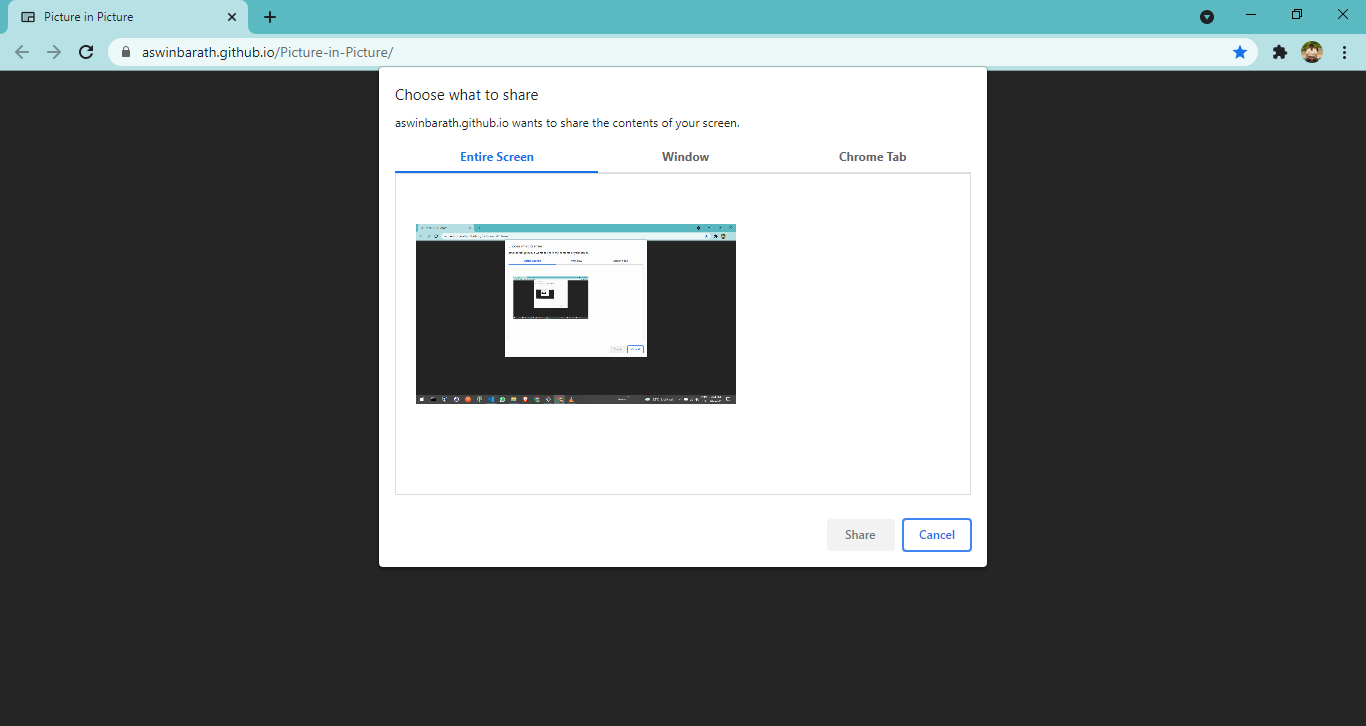 Picture in Picture
aswinbarath.github.io/Picture-in-Picture/
Choose what to share
aswinbarath.github.io wants to share the contents of your screen.
Entire Screen Window Chrome Tab
Share Cancel